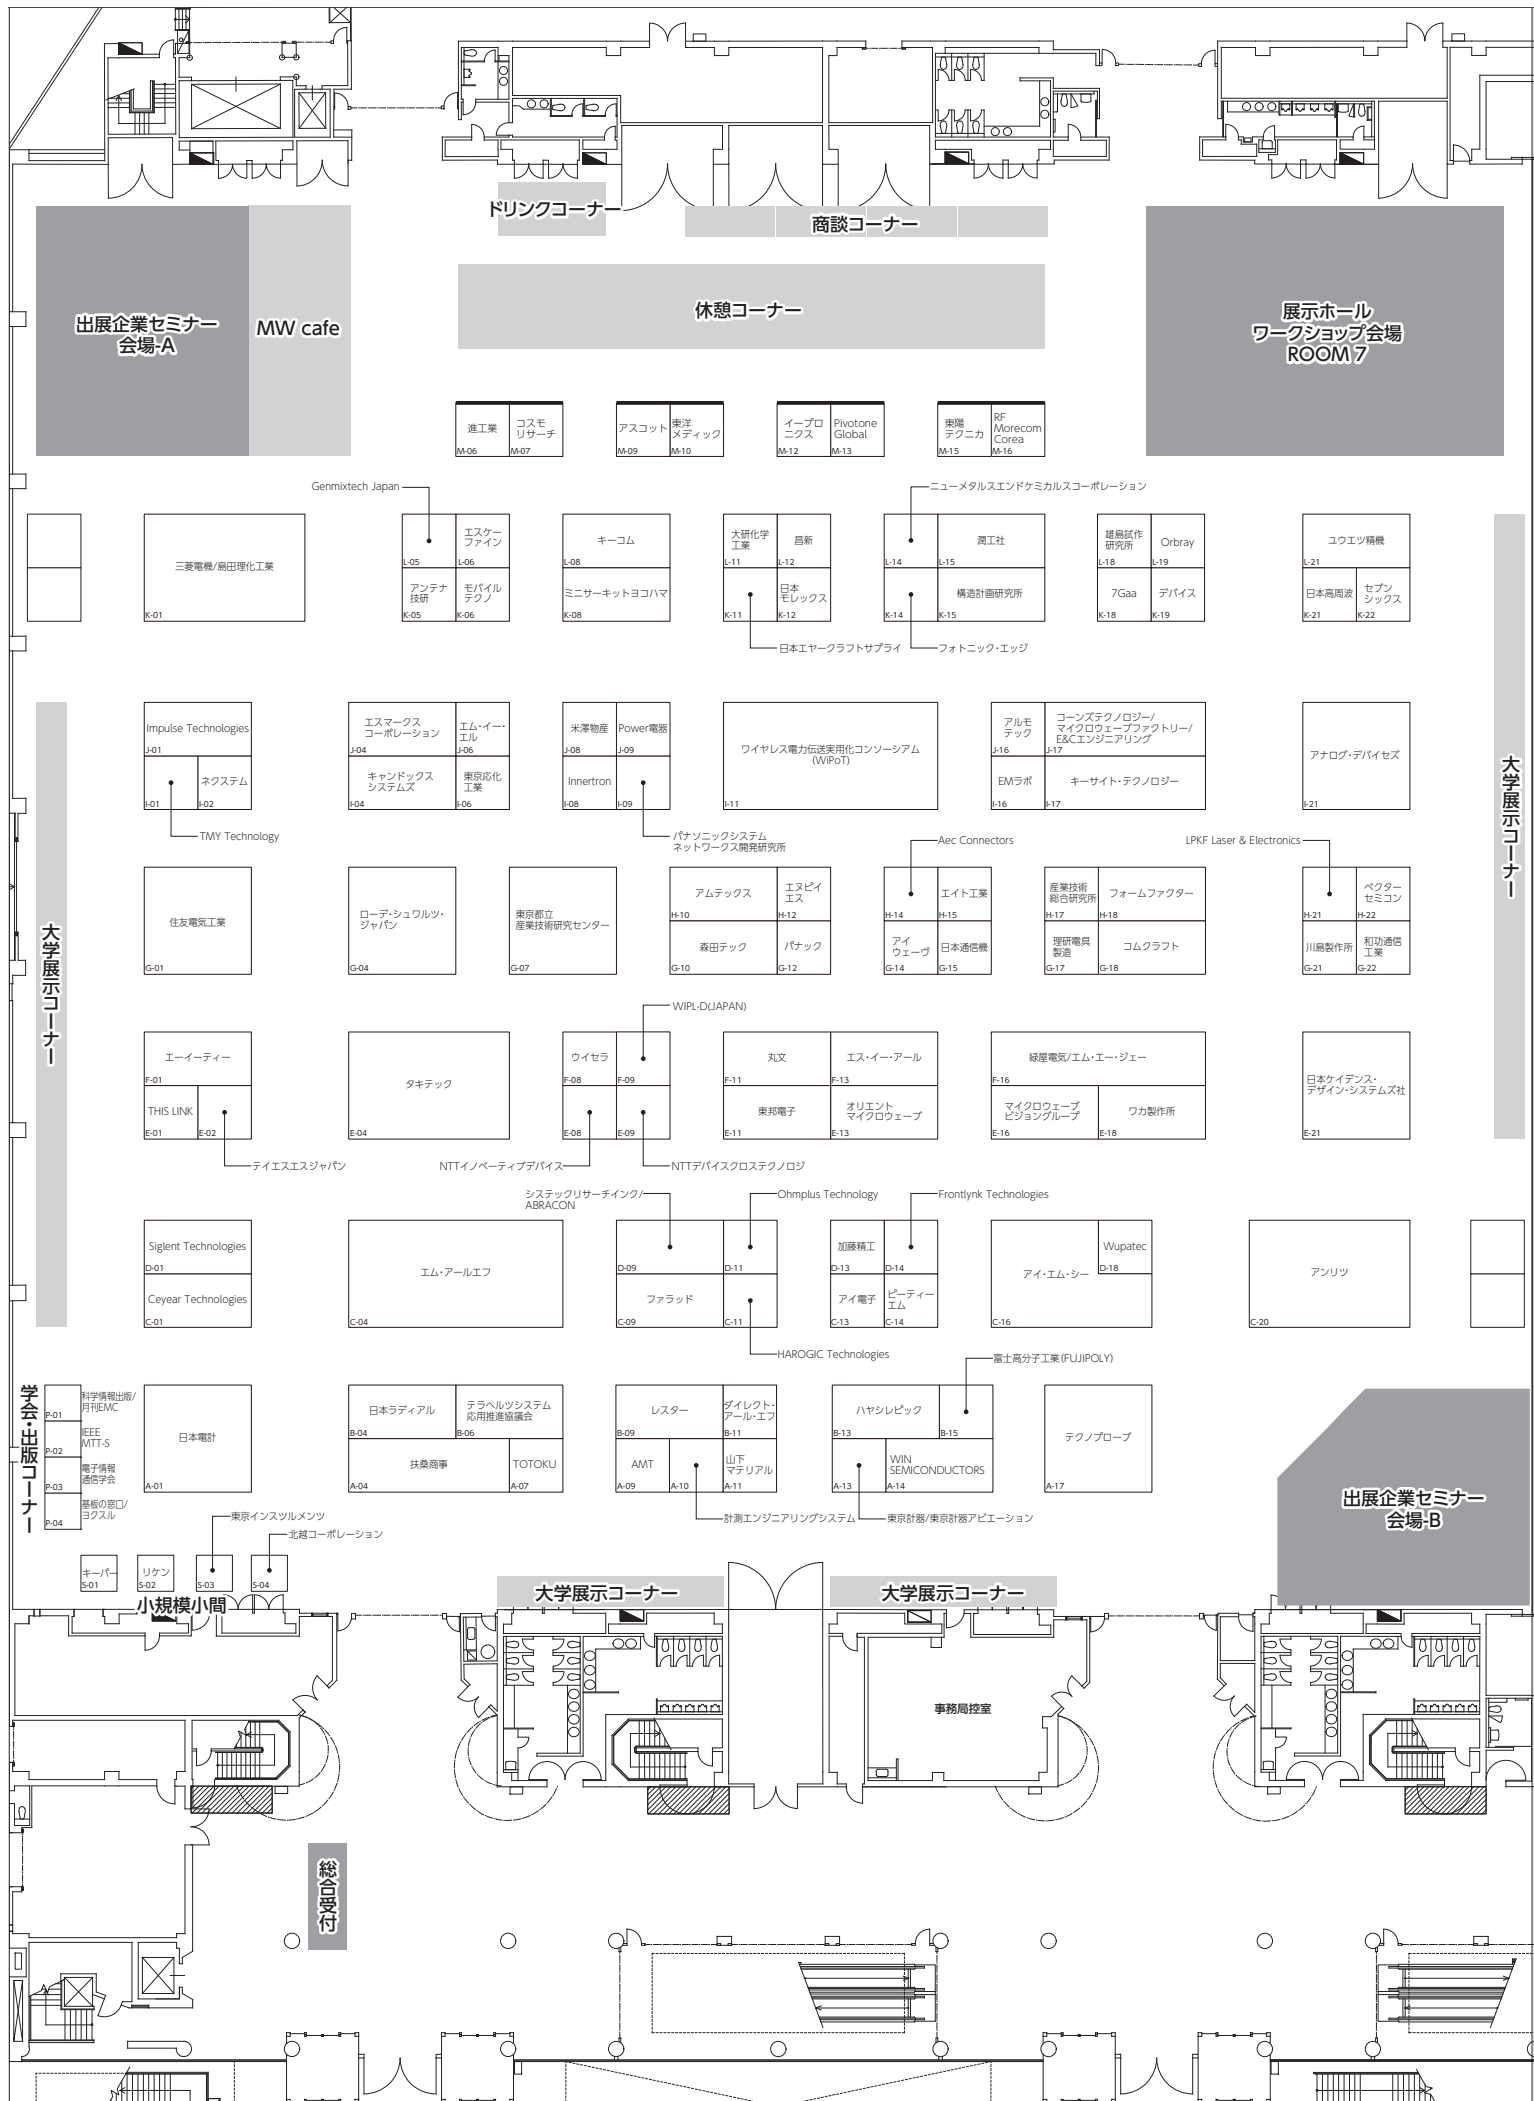 ドリンクコーナー
商談コーナー
出展企業セミナー
会場-A
MW cafe
休憩コーナー
展示ホール
ワークショップ会場
ROOM 7
進工業
M-06
コスモ
リサーチ
M-07
アスコット
M-09
東洋
メディック
M-10
イープロ
ニクス
M-12
Pivotone
Global
M-13
東陽
テクニカ
M-15
RF
Morecom
Corea
M-16
Genmixtech Japan
ニューメタルスエンドケミカルスコーポレーション
三菱電機/島田理化工業
K-01
L-05
エスケー
ファイン
L-06
アンテナ
技研
K-05
モバイル
テクノ
K-06
キーコム
L-08
ミニサーキットヨコハマ
K-08
大研化学
工業
L-11
昌新
L-12
K-11
日本
モレックス
K-12
L-14
潤工社
L-15
K-14
構造計画研究所
K-15
雄島試作
研究所
L-18
Orbray
L-19
7Gaa
K-18
デバイス
K-19
ユウエツ精機
L-21
日本高周波
K-21
セブン
シックス
K-22
日本エヤークラフトサプライ
フォトニック・エッジ
Impulse Technologies
J-01
I-01
ネクステム
I-02
TMY Technology
エスマークス
コーポレーション
J-04
エム・イー・
エル
J-06
キャンドックス
システムズ
I-04
東京応化
工業
I-06
米澤物産
J-08
Power電器
J-09
Innertron
I-08
I-09
パナソニックシステム
ネットワークス開発研究所
ワイヤレス電力伝送実用化コンソーシアム
(WiPoT)
I-11
アルモ
テック
J-16
コーンズテクノロジー/
マイクロウェーブファクトリー/
E&Cエンジニアリング
J-17
EMラボ
I-16
キーサイト・テクノロジー
I-17
アナログ・デバイセズ
I-21
大学展示コーナー
Aec Connectors
LPKF Laser & Electronics
住友電気工業
G-01
ローデ・シュワルツ・
ジャパン
G-04
東京都立
産業技術研究センター
G-07
アムテックス
H-10
エヌピイ
エス
H-12
森田テック
G-10
パナック
G-12
H-14
エイト工業
H-15
アイ
ウェーヴ
G-14
日本通信機
G-15
産業技術
総合研究所
H-17
フォームファクター
H-18
理研電具
製造
G-17
コムクラフト
G-18
H-21
ベクター
セミコン
H-22
川島製作所
G-21
和功通信
工業
G-22
大学展示コーナー
WIPL-D(JAPAN)
エーイーティー
F-01
THIS LINK
E-01
E-02
テイエスエスジャパン
タキテック
E-04
ウイセラ
F-08
F-09
E-08
E-09
NTTイノベーティブデバイス
NTTデバイスクロステクノロジ
丸文
F-11
エス・イー・アール
F-13
東邦電子
E-11
オリエント
マイクロウェーブ
E-13
緑屋電気/エム・エー・ジェー
F-16
マイクロウェーブ
ビジョングループ
E-16
ワカ製作所
E-18
日本ケイデンス・
デザイン・システムズ社
E-21
システックリサーチインク/
ABRACON
Ohmplus Technology
Frontlynk Technologies
Siglent Technologies
D-01
Ceyear Technologies
C-01
エム・アールエフ
C-04
D-09
D-11
ファラッド
C-09
C-11
HAROGIC Technologies
加藤精工
D-13
D-14
アイ電子
C-13
ピーティー
エム
C-14
アイ・エム・シー
C-16
Wupatec
D-18
アンリツ
C-20
富士高分子工業(FUJIPOLY)
学会・出版コーナー
P-01
科学情報出版/
月刊EMC
P-02
IEEE
MTT-S
P-03
電子情報
通信学会
P-04
基板の窓口/
ヨクスル
日本電計
A-01
日本ラディアル
B-04
テラヘルツシステム
応用推進協議会
B-06
扶桑商事
A-04
TOTOKU
A-07
レスター
B-09
ダイレクト・
アール・エフ
B-11
AMT
A-09
A-10
山下
マテリアル
A-11
計測エンジニアリングシステム
ハヤシレピック
B-13
B-15
A-13
WIN
SEMICONDUCTORS
A-14
東京計器/東京計器アビエーション
テクノプローブ
A-17
出展企業セミナー
会場-B
東京インスツルメンツ
北越コーポレーション
キーパー
S-01
リケン
S-02
S-03
S-04
小規模小間
大学展示コーナー
大学展示コーナー
事務局控室
総合受付